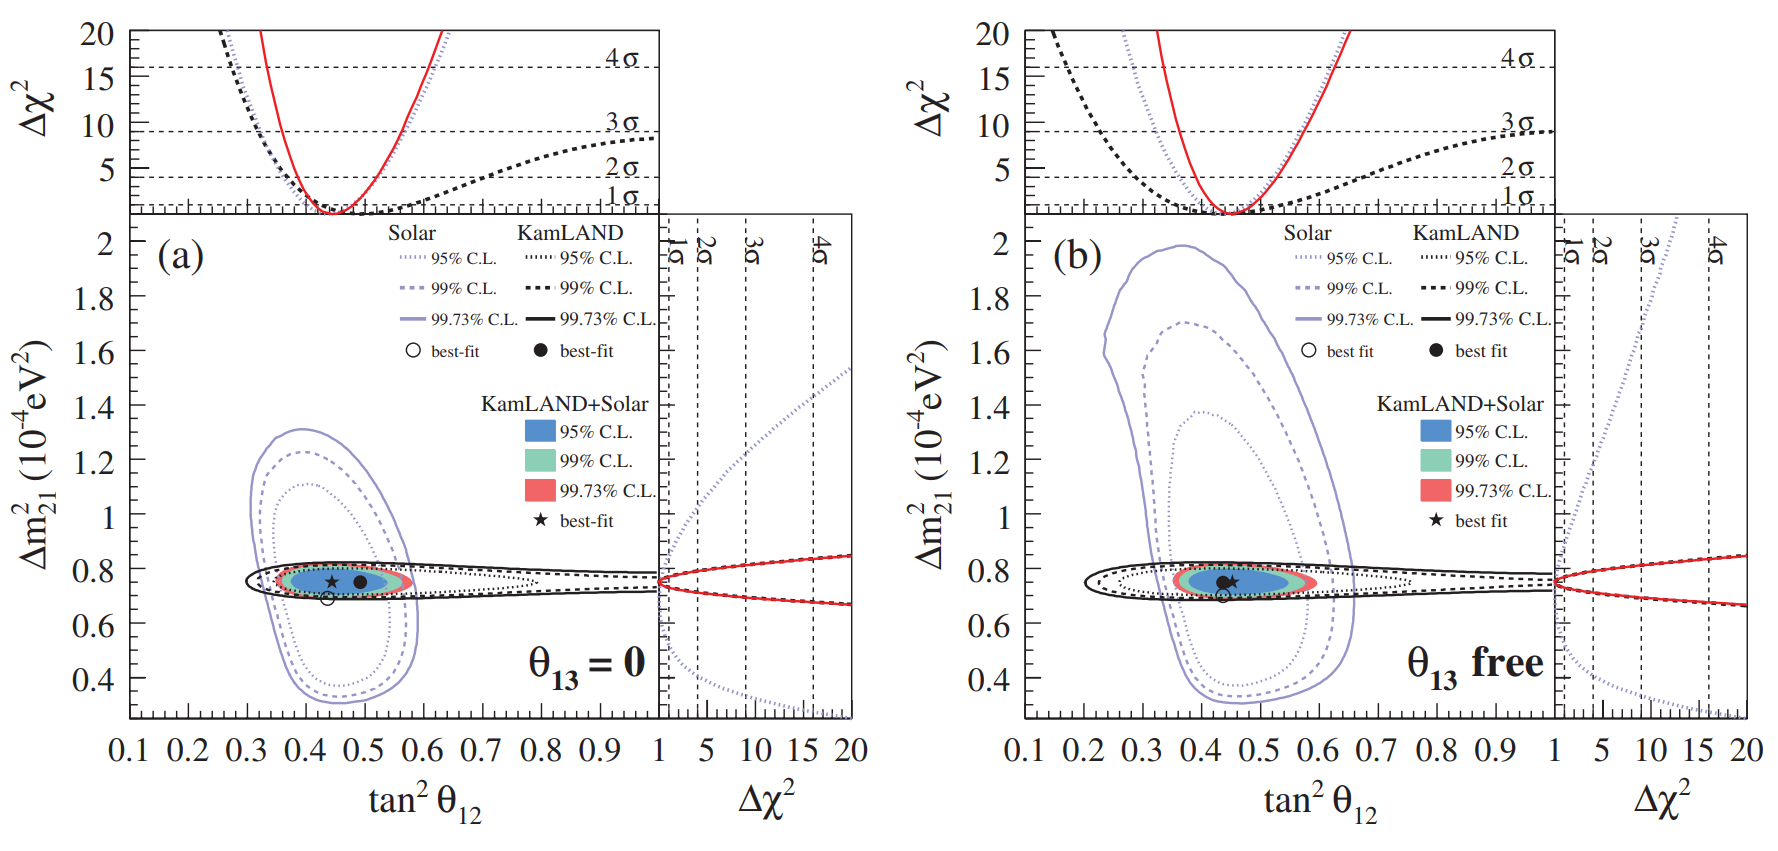 20
15
10
5
Δχ²
4σ
3σ
2σ
1σ
(a)
Solar KamLAND
95% C.L. 95% C.L.
99% C.L. 99% C.L.
99.73% C.L. 99.73% C.L.
best-fit best-fit
KamLAND+Solar
95% C.L.
99% C.L.
99.73% C.L.
best-fit
θ₁₃ = 0
1σ 2σ 3σ 4σ
2
1.8
1.6
1.4
1.2
1
0.8
0.6
0.4
Δm²₂₁ (10⁻⁴eV²)
0.1 0.2 0.3 0.4 0.5 0.6 0.7 0.8 0.9 1 5 10 15 20
tan² θ₁₂ Δχ²
20
15
10
5
Δχ²
4σ
3σ
2σ
1σ
(b)
Solar KamLAND
95% C.L. 95% C.L.
99% C.L. 99% C.L.
99.73% C.L. 99.73% C.L.
best fit best fit
KamLAND+Solar
95% C.L.
99% C.L.
99.73% C.L.
best fit
θ₁₃ free
1σ 2σ 3σ 4σ
2
1.8
1.6
1.4
1.2
1
0.8
0.6
0.4
Δm²₂₁ (10⁻⁴eV²)
0.1 0.2 0.3 0.4 0.5 0.6 0.7 0.8 0.9 1 5 10 15 20
tan² θ₁₂ Δχ²